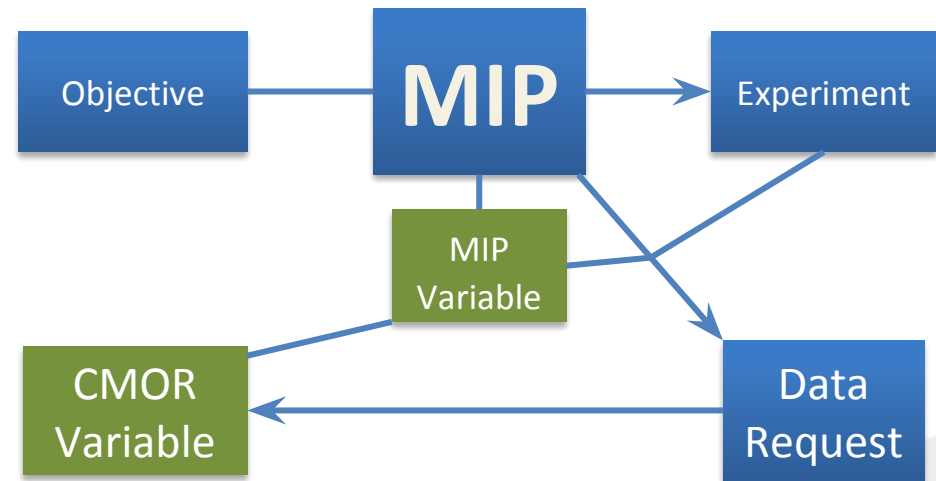 Objective
MIP
Experiment
MIP
Variable
CMOR
Variable
Data
Request